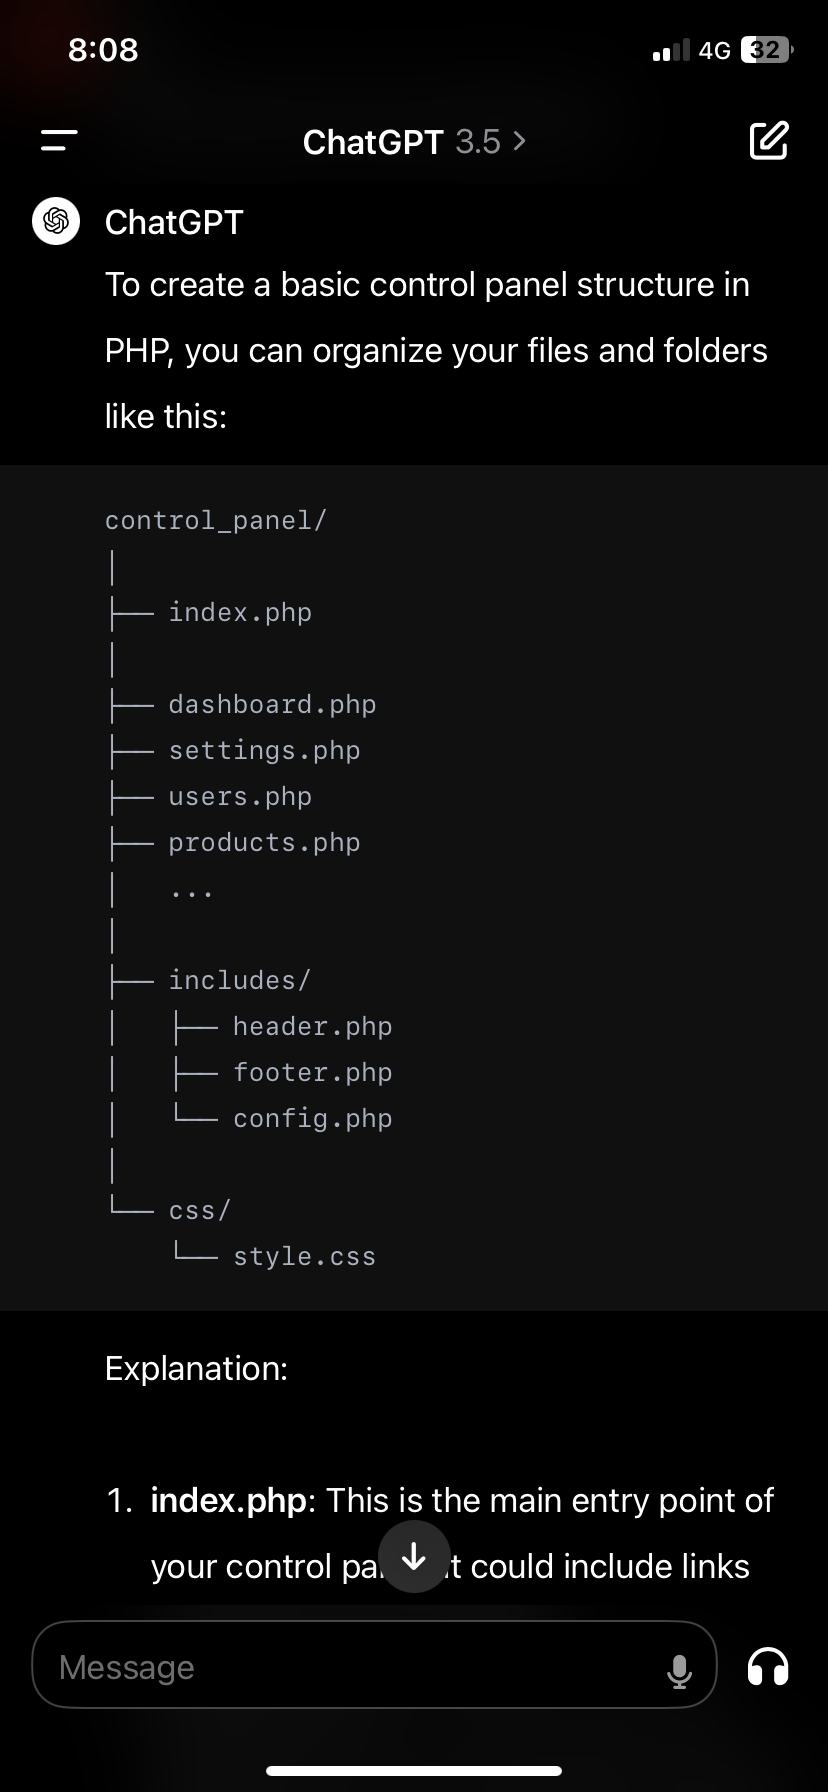 8:08
4G 32
ChatGPT 3.5 >
ChatGPT
To create a basic control panel structure in
PHP, you can organize your files and folders
like this:
control_panel/
│
├── index.php
│
├── dashboard.php
├── settings.php
├── users.php
├── products.php
│   ...
│
├── includes/
│   ├── header.php
│   ├── footer.php
│   └── config.php
│
└── css/
    └── style.css
Explanation:
1. index.php: This is the main entry point of
your control could include links
Message